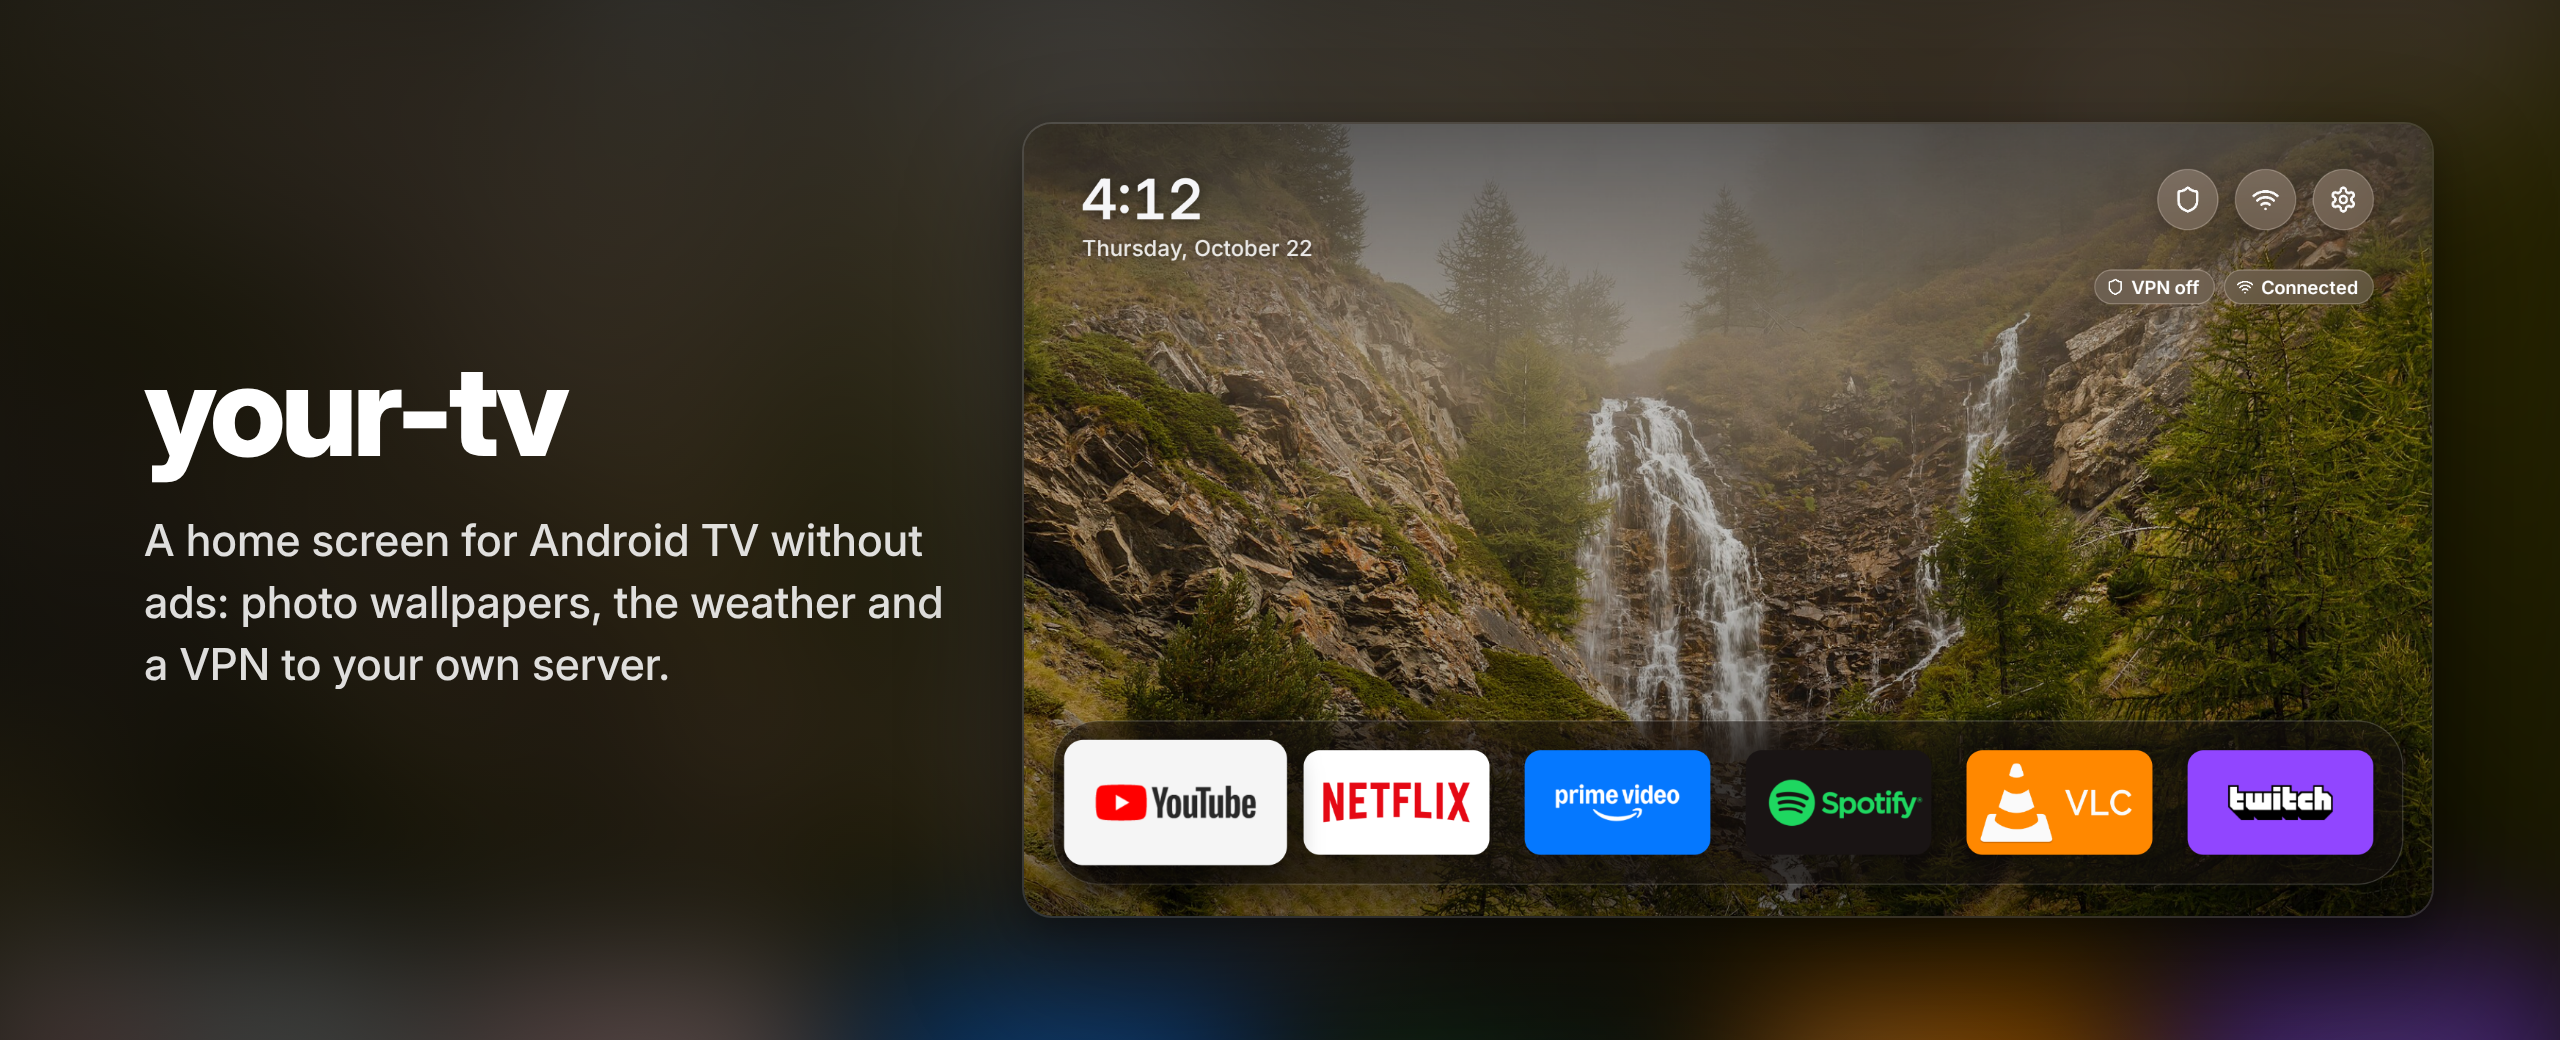 your-tv
A home screen for Android TV without
ads: photo wallpapers, the weather and
a VPN to your own server.
4:12
Thursday, October 22
VPN off
Connected
YouTube
NETFLIX
prime video
Spotify
VLC
twitch